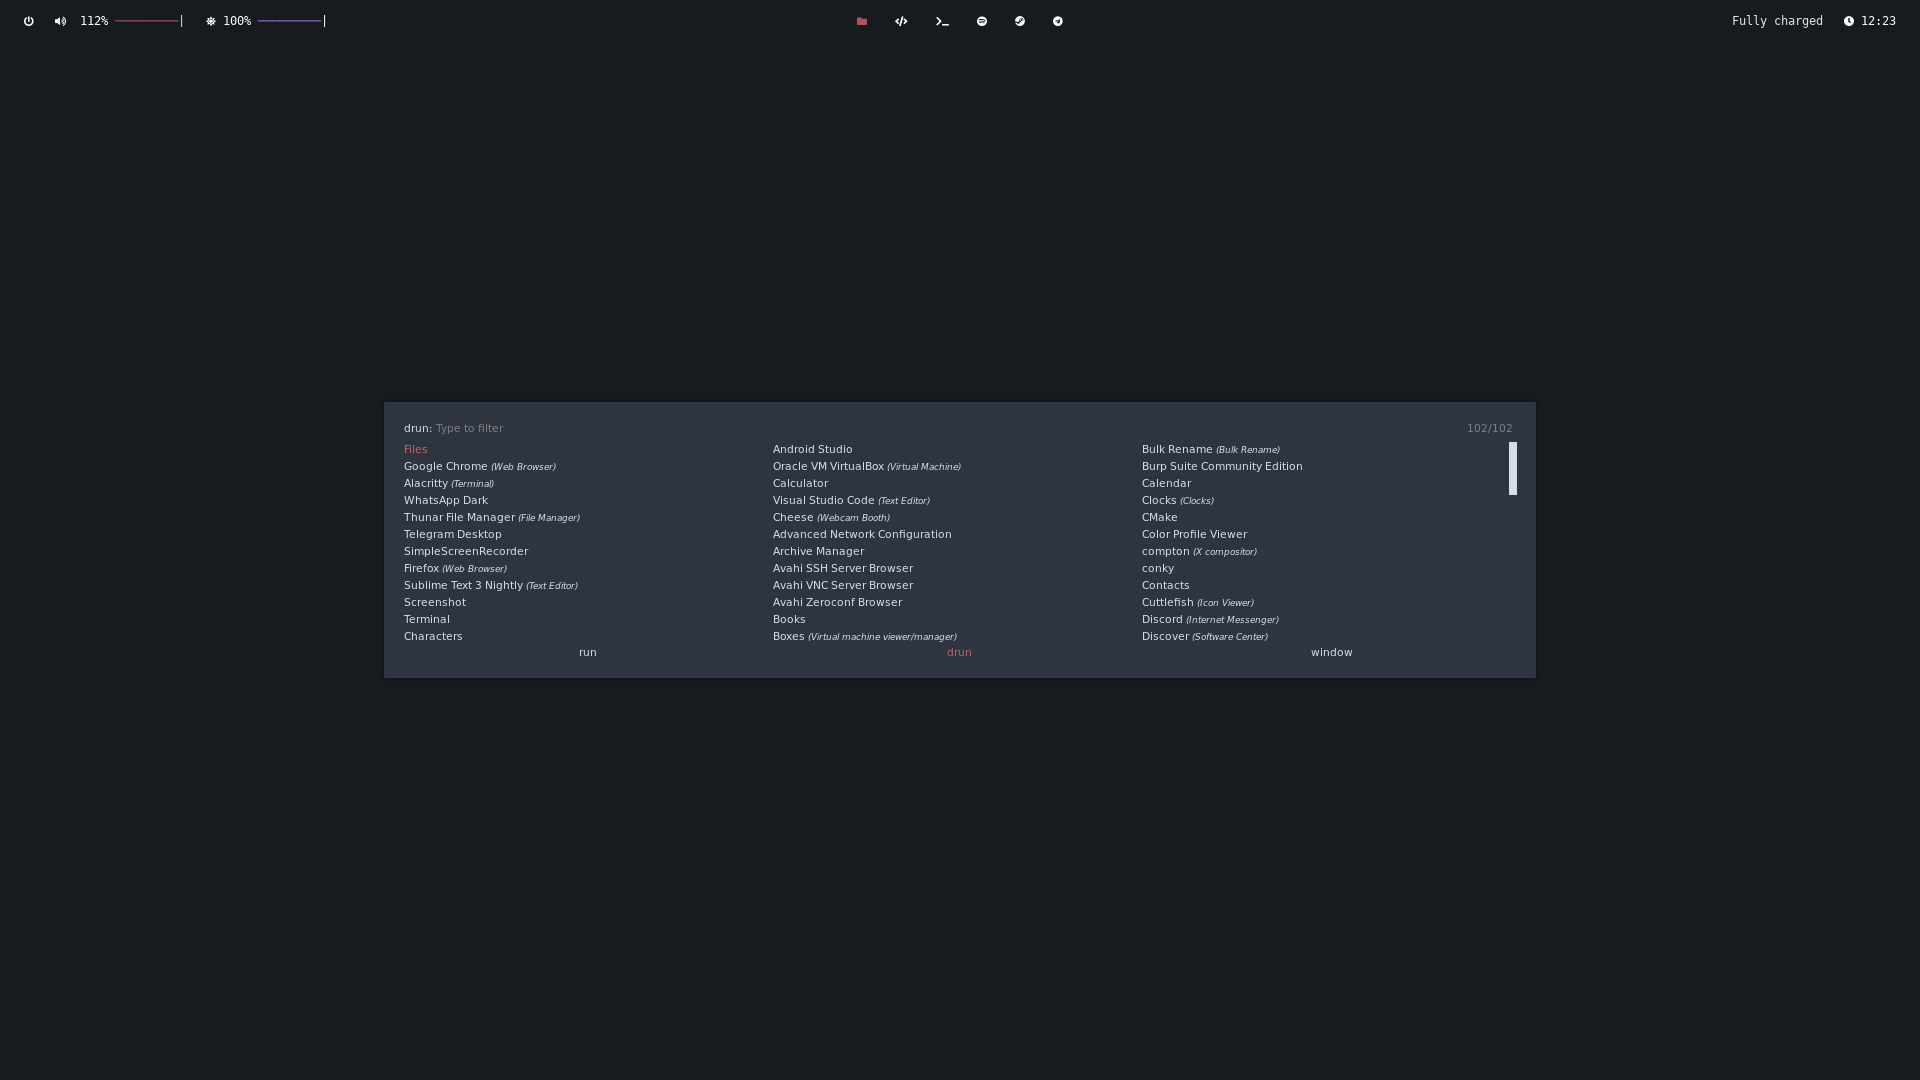 112% 100% Fully charged 12:23
drun: Type to filter 102/102
Files Android Studio Bulk Rename (Bulk Rename)
Google Chrome (Web Browser) Oracle VM VirtualBox (Virtual Machine) Burp Suite Community Edition
Alacritty (Terminal) Calculator Calendar
WhatsApp Dark Visual Studio Code (Text Editor) Clocks (Clocks)
Thunar File Manager (File Manager) Cheese (Webcam Booth) CMake
Telegram Desktop Advanced Network Configuration Color Profile Viewer
SimpleScreenRecorder Archive Manager compton (X compositor)
Firefox (Web Browser) Avahi SSH Server Browser conky
Sublime Text 3 Nightly (Text Editor) Avahi VNC Server Browser Contacts
Screenshot Avahi Zeroconf Browser Cuttlefish (Icon Viewer)
Terminal Books Discord (Internet Messenger)
Characters Boxes (Virtual machine viewer/manager) Discover (Software Center)
run drun window